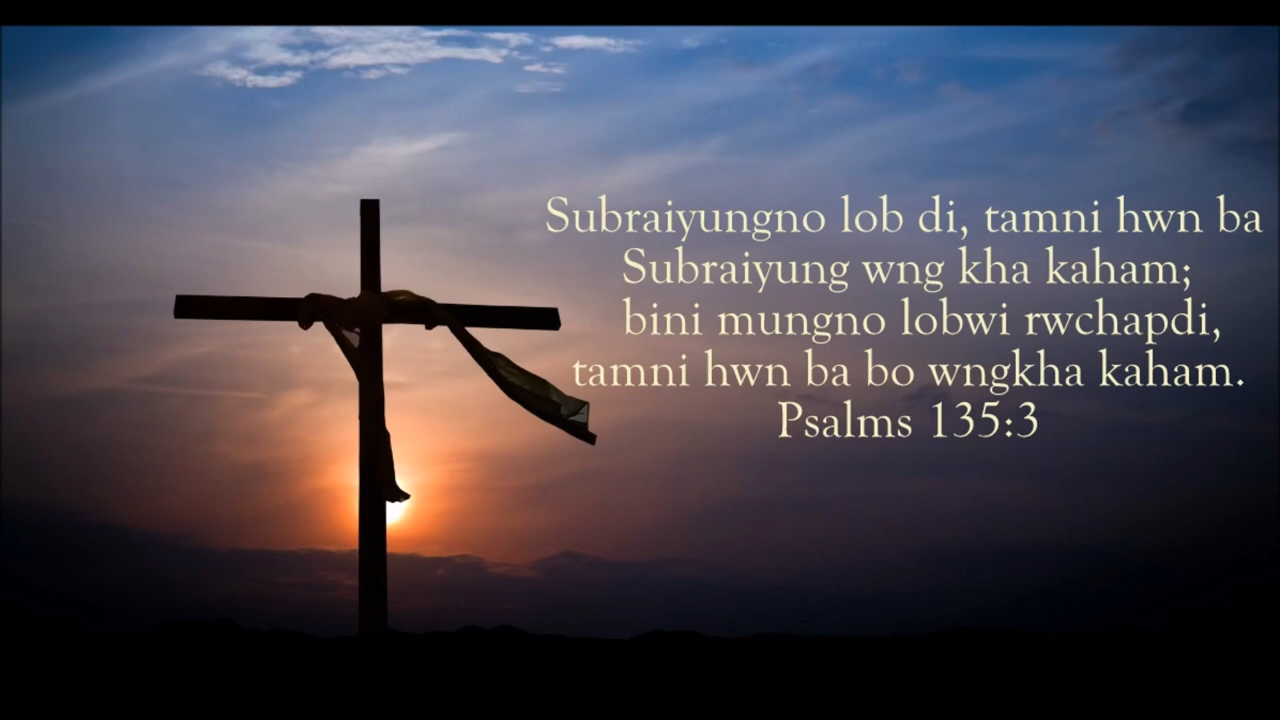 Subraiyungno lob di, tamni hwn ba
Subraiyung wng kha kaham;
bini mungno lobwi rwchapdi,
tamni hwn ba bo wngkha kaham.
Psalms 135:3